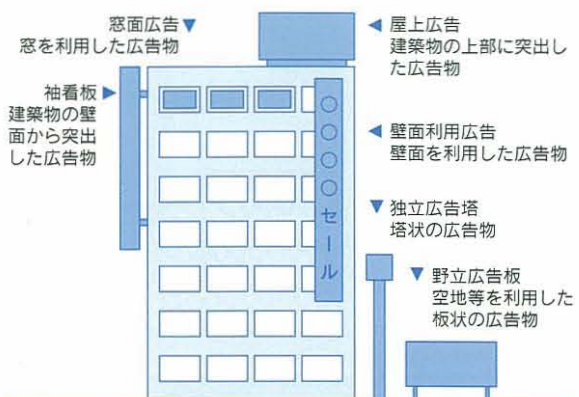 窓面広告▼
窓を利用した広告物
◀ 屋上広告
建築物の上部に突出し
た広告物
袖看板 ▶
建築物の壁
面から突出
した広告物
◀ 壁面利用広告
壁面を利用した広告物
○○○○セール
▼ 独立広告塔
塔状の広告物
▼ 野立広告板
空地等を利用した
板状の広告物